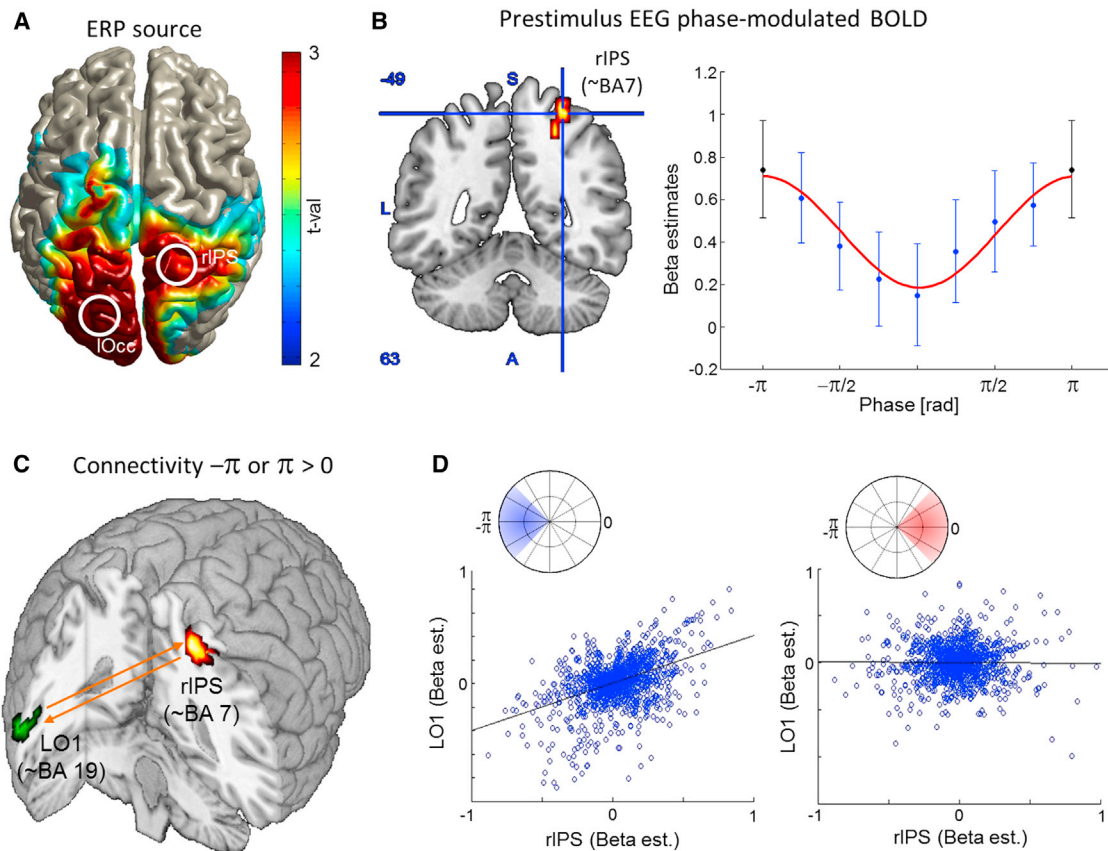 A
ERP source
3
t-val
2
rIPS
lOcc
B
Prestimulus EEG phase-modulated BOLD
-49
S
rIPS
(~BA7)
L
63
A
1.2
1
0.8
0.6
0.4
0.2
0
-0.2
Beta estimates
-π
−π/2
π/2
π
Phase [rad]
C
Connectivity −π or π > 0
rIPS
(~BA 7)
LO1
(~BA 19)
D
π
-π
0
1
0
LO1 (Beta est.)
-1
0
1
rIPS (Beta est.)
π
-π
0
1
0
-1
LO1 (Beta est.)
0
1
rIPS (Beta est.)